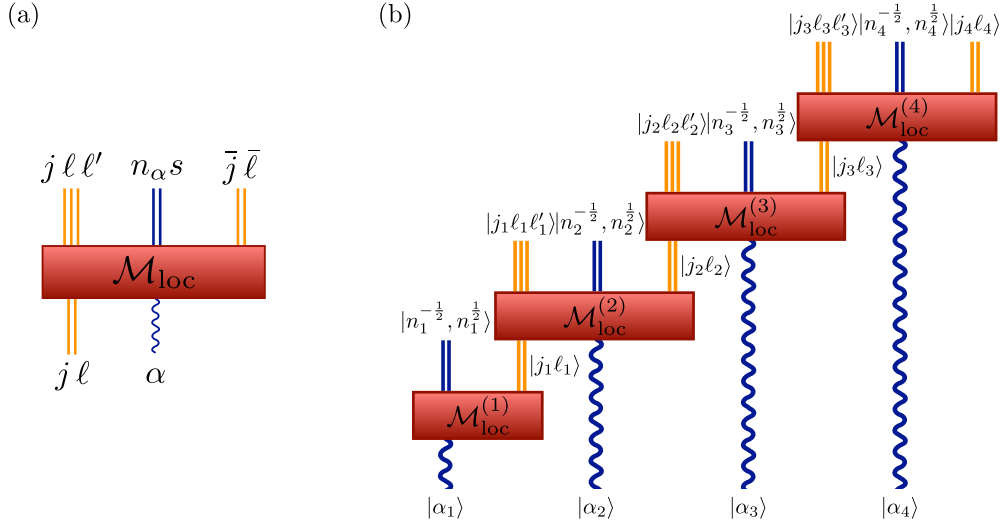 (a)
j ℓ ℓ′ n_α s j̄ ℓ̄
ℳ_loc
j ℓ α
(b)
|j₃ℓ₃ℓ′₃⟩|n₄^{-1/2}, n₄^{1/2}⟩|j₄ℓ₄⟩
ℳ_loc^{(4)}
|j₂ℓ₂ℓ′₂⟩|n₃^{-1/2}, n₃^{1/2}⟩
|j₃ℓ₃⟩
ℳ_loc^{(3)}
|j₁ℓ₁ℓ′₁⟩|n₂^{-1/2}, n₂^{1/2}⟩
|j₂ℓ₂⟩
ℳ_loc^{(2)}
|n₁^{-1/2}, n₁^{1/2}⟩
|j₁ℓ₁⟩
ℳ_loc^{(1)}
|α₁⟩ |α₂⟩ |α₃⟩ |α₄⟩